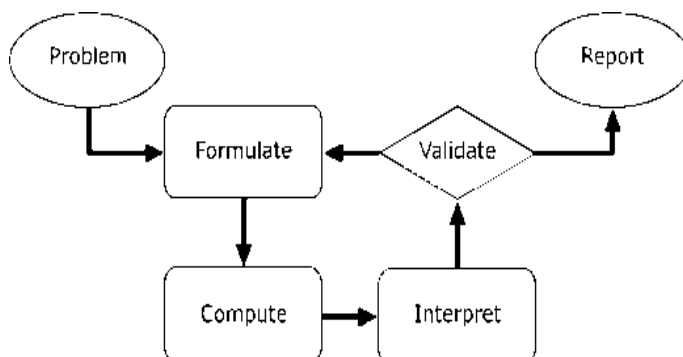 Problem
Report
Formulate
Validate
Compute
Interpret